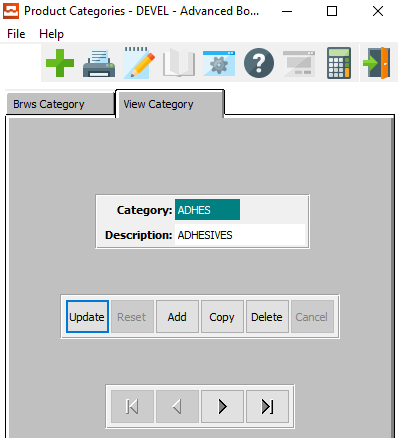 Product Categories - DEVEL - Advanced Bo...
File Help
Brws Category View Category
Category: ADHES
Description: ADHESIVES
Update Reset Add Copy Delete Cancel